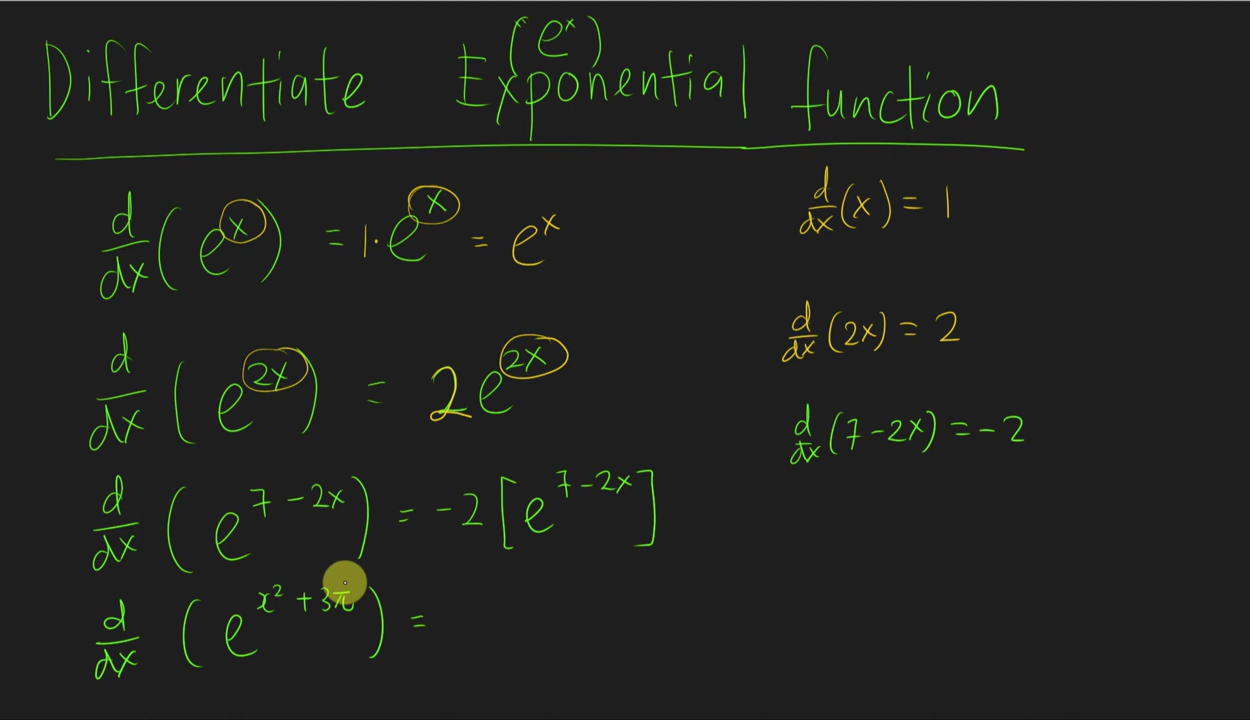 (e^x)
Differentiate Exponential function
d/dx (e^x) = 1·e^x = e^x
d/dx (x) = 1
d/dx (e^2x) = 2e^2x
d/dx (2x) = 2
d/dx (7-2x) = -2
d/dx (e^7-2x) = -2[e^7-2x]
d/dx (e^x²+3π) =